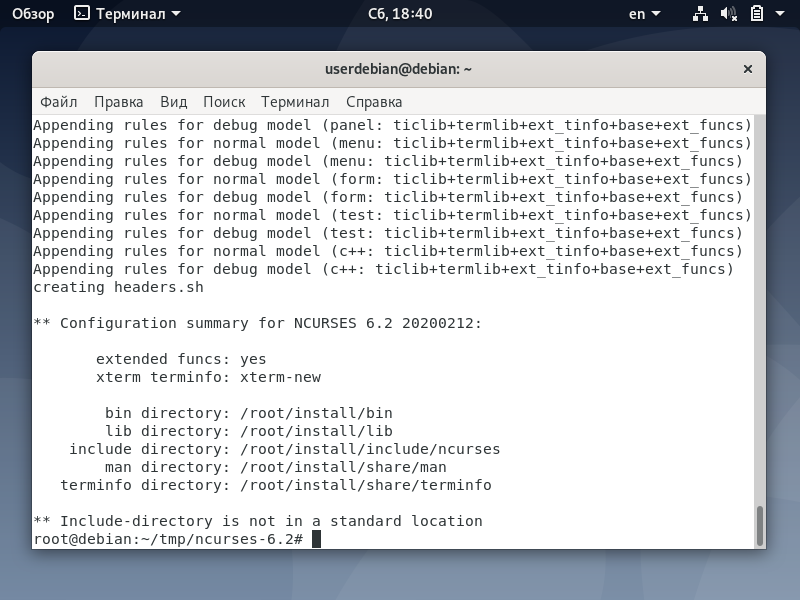 Обзор Терминал Сб, 18:40 en
userdebian@debian: ~ ×
Файл Правка Вид Поиск Терминал Справка
Appending rules for debug model (panel: ticlib+termlib+ext_tinfo+base+ext_funcs)
Appending rules for normal model (menu: ticlib+termlib+ext_tinfo+base+ext_funcs)
Appending rules for debug model (menu: ticlib+termlib+ext_tinfo+base+ext_funcs)
Appending rules for normal model (form: ticlib+termlib+ext_tinfo+base+ext_funcs)
Appending rules for debug model (form: ticlib+termlib+ext_tinfo+base+ext_funcs)
Appending rules for normal model (test: ticlib+termlib+ext_tinfo+base+ext_funcs)
Appending rules for debug model (test: ticlib+termlib+ext_tinfo+base+ext_funcs)
Appending rules for normal model (c++: ticlib+termlib+ext_tinfo+base+ext_funcs)
Appending rules for debug model (c++: ticlib+termlib+ext_tinfo+base+ext_funcs)
creating headers.sh
** Configuration summary for NCURSES 6.2 20200212:
extended funcs: yes
xterm terminfo: xterm-new
bin directory: /root/install/bin
lib directory: /root/install/lib
include directory: /root/install/include/ncurses
man directory: /root/install/share/man
terminfo directory: /root/install/share/terminfo
** Include-directory is not in a standard location
root@debian:~/tmp/ncurses-6.2#